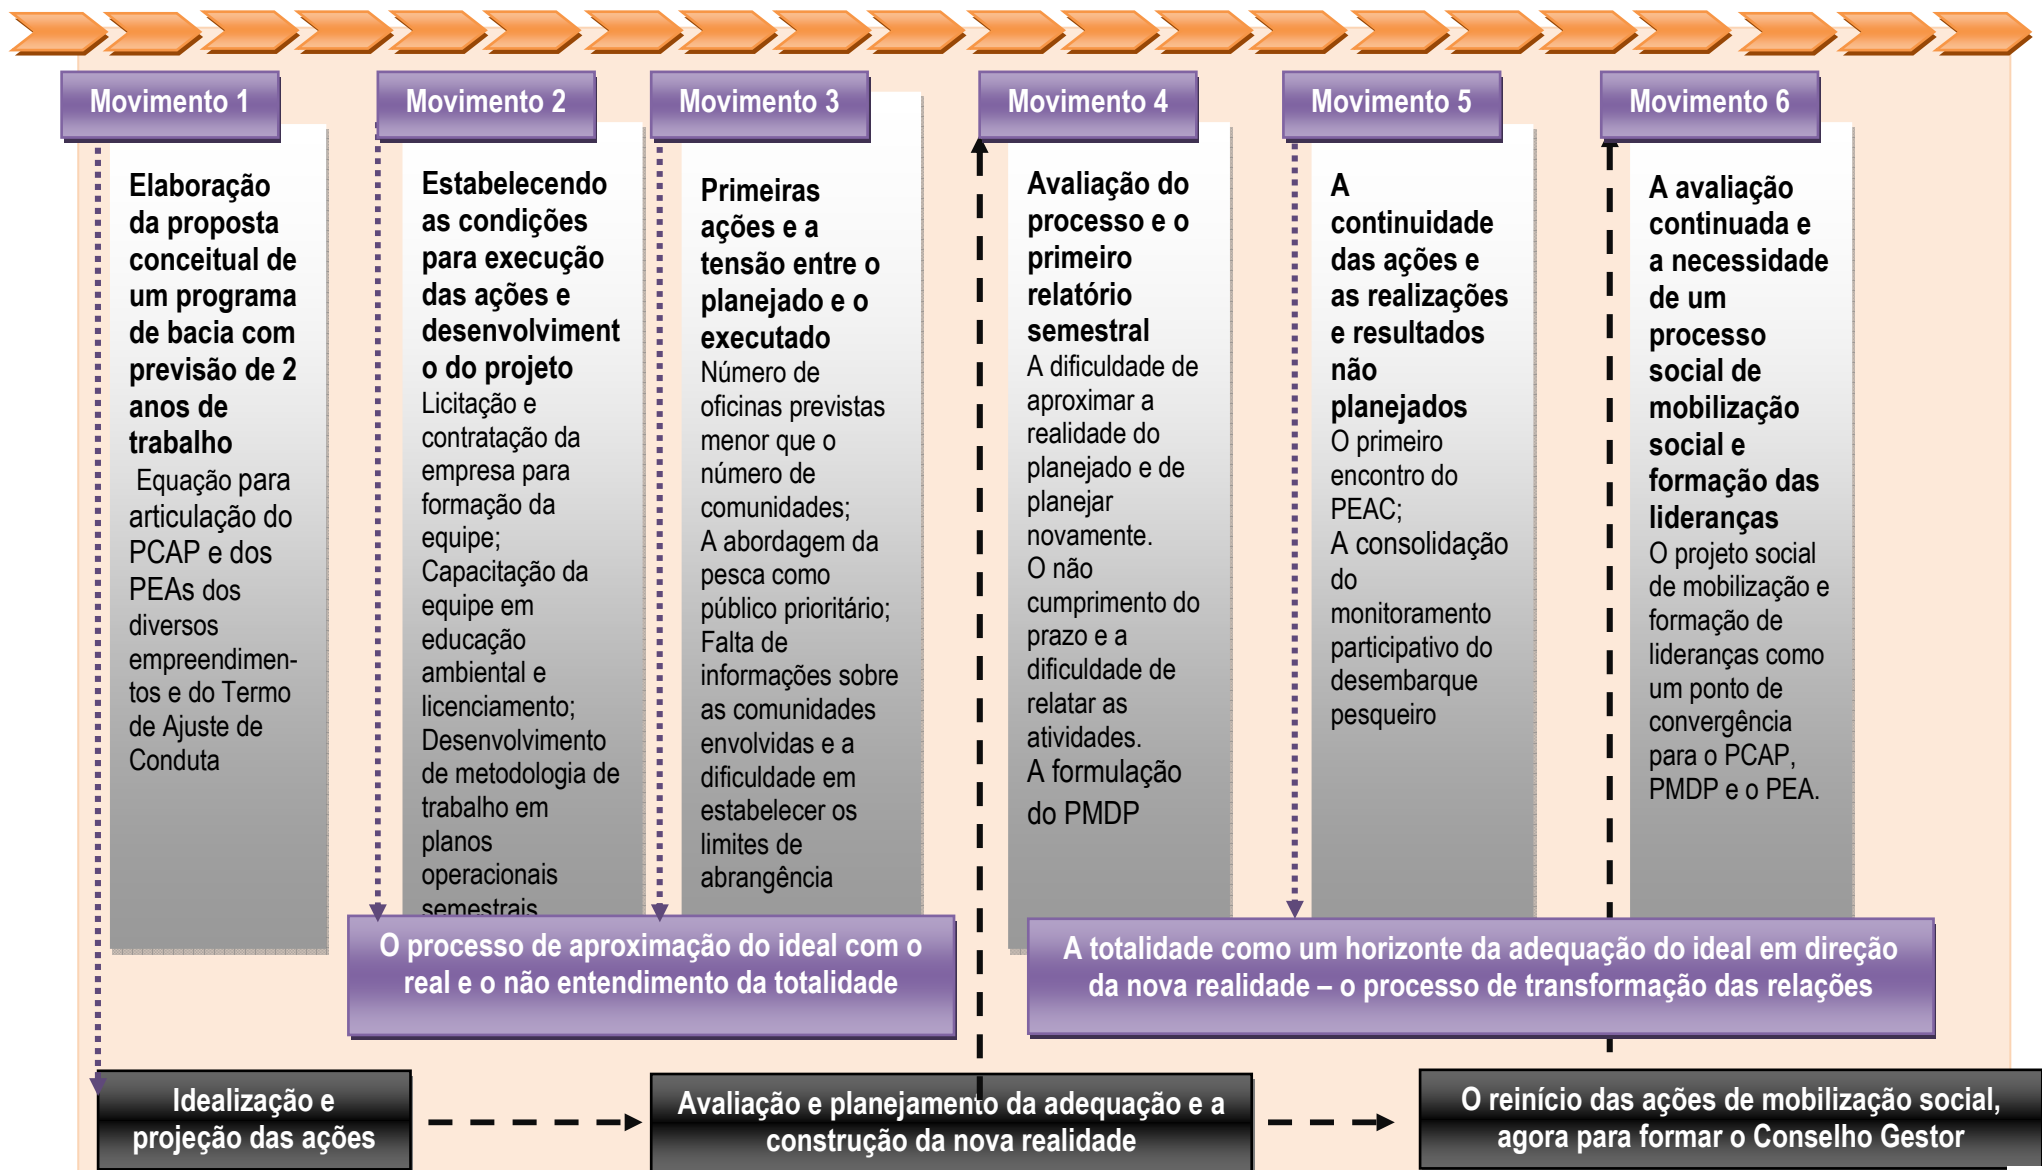 Movimento 1
Elaboração
da proposta
conceitual de
um programa
de bacia com
previsão de 2
anos de
trabalho
Equação para
articulação do
PCAP e dos
PEAs dos
diversos
empreendimen-
tos e do Termo
de Ajuste de
Conduta
Movimento 2
Estabelecendo
as condições
para execução
das ações e
desenvolviment
o do projeto
Licitação e
contratação da
empresa para
formação da
equipe;
Capacitação da
equipe em
educação
ambiental e
licenciamento;
Desenvolvimento
de metodologia de
trabalho em
planos
operacionais
semestrais
Movimento 3
Primeiras
ações e a
tensão entre o
planejado e o
executado
Número de
oficinas previstas
menor que o
número de
comunidades;
A abordagem da
pesca como
público prioritário;
Falta de
informações sobre
as comunidades
envolvidas e a
dificuldade em
estabelecer os
limites de
abrangência
Movimento 4
Avaliação do
processo e o
primeiro
relatório
semestral
A dificuldade de
aproximar a
realidade do
planejado e de
planejar
novamente.
O não
cumprimento do
prazo e a
dificuldade de
relatar as
atividades.
A formulação
do PMDP
Movimento 5
A
continuidade
das ações e
as realizações
e resultados
não
planejados
O primeiro
encontro do
PEAC;
A consolidação
do
monitoramento
participativo do
desembarque
pesqueiro
Movimento 6
A avaliação
continuada e
a necessidade
de um
processo
social de
mobilização
social e
formação das
lideranças
O projeto social
de mobilização e
formação de
lideranças como
um ponto de
convergência
para o PCAP,
PMDP e o PEA.
O processo de aproximação do ideal com o
real e o não entendimento da totalidade
A totalidade como um horizonte da adequação do ideal em direção
da nova realidade – o processo de transformação das relações
Idealização e
projeção das ações
Avaliação e planejamento da adequação e a
construção da nova realidade
O reinício das ações de mobilização social,
agora para formar o Conselho Gestor